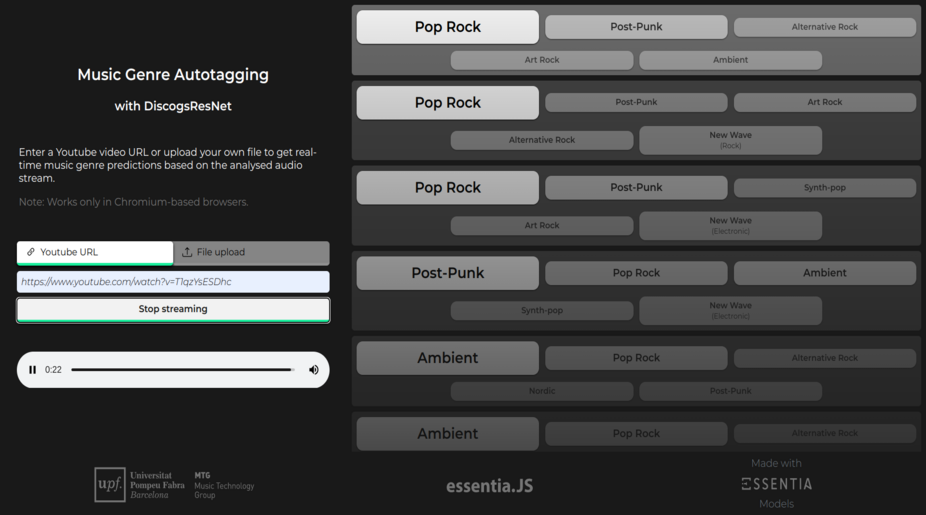 Music Genre Autotagging
with DiscogsResNet
Enter a Youtube video URL or upload your own file to get real-
time music genre predictions based on the analysed audio
stream.
Note: Works only in Chromium-based browsers.
Youtube URL
File upload
https://www.youtube.com/watch?v=T1qzYsESDhc
Stop streaming
0:22
Pop Rock
Post-Punk
Alternative Rock
Art Rock
Ambient
Pop Rock
Post-Punk
Art Rock
Alternative Rock
New Wave
(Rock)
Pop Rock
Post-Punk
Synth-pop
Art Rock
New Wave
(Electronic)
Post-Punk
Pop Rock
Ambient
Synth-pop
New Wave
(Electronic)
Ambient
Pop Rock
Alternative Rock
Nordic
Post-Punk
Ambient
Pop Rock
Alternative Rock
upf.
Universitat
Pompeu Fabra
Barcelona
MTG
Music Technology
Group
essentia.JS
Made with
ESSENTIA
Models